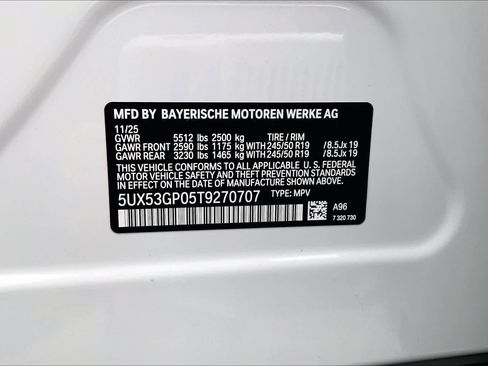 MFD BY BAYERISCHE MOTOREN WERKE AG
11/25
GVWR 5512 lbs 2500 kg TIRE / RIM
GAWR FRONT 2590 lbs 1175 kg WITH 245/50 R19 /8.5Jx 19
GAWR REAR 3230 lbs 1465 kg WITH 245/50 R19 /8.5Jx 19
THIS VEHICLE CONFORMS TO ALL APPLICABLE U. S. FEDERAL
MOTOR VEHICLE SAFETY AND THEFT PREVENTION STANDARDS IN
EFFECT ON THE DATE OF MANUFACTURE SHOWN ABOVE.
5UX53GP05T9270707 TYPE: MPV
A96
7 320 730